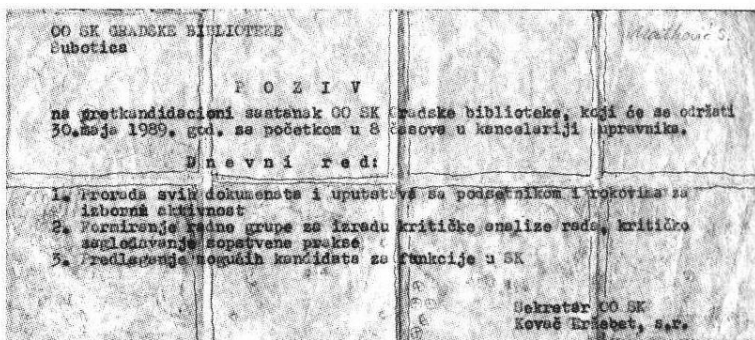 OO SK GRADSKE BIBLIOTEKE
Subotica
Matković S.
P O Z I V
na pretkandidacioni sastanak OO SK Gradske biblioteke, koji će se održati
30.maja 1989. god. sa početkom u 8 časova u kancelariji upravnika.
D n e v n i r e d:
1. Prorada svih dokumenata i uputstava sa podsetnikom i rokovima za
izbornu aktivnost
2. Formiranje radne grupe za izradu kritičke analize rada, kritičko
sagledavanje sopstvene prakse
3. Predlaganje mogućih kandidata za funkcije u SK
Sekretar OO SK
Kovač Eržebet, s.r.